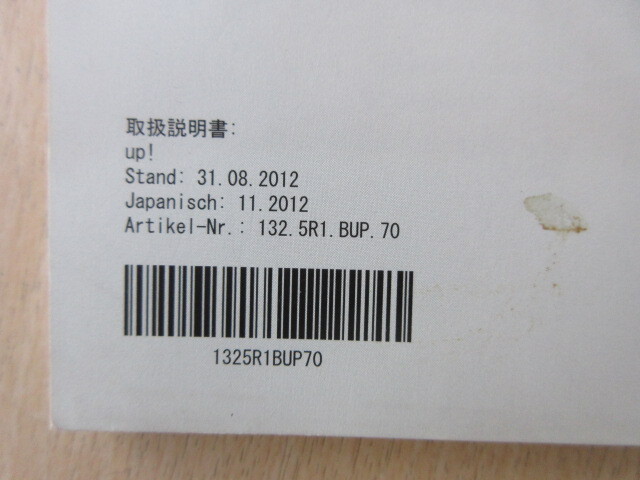 取扱説明書:
up!
Stand: 31.08.2012
Japanisch: 11.2012
Artikel-Nr.: 132.5R1.BUP.70
1325R1BUP70